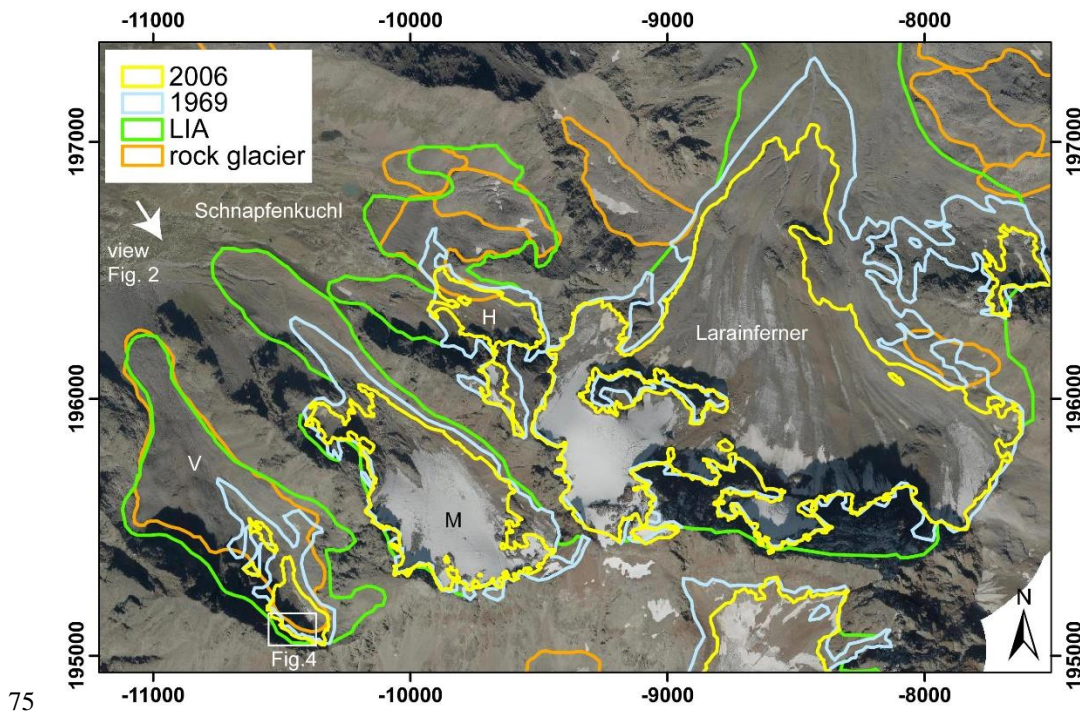 -11000 -10000 -9000 -8000
2006
1969
LIA
rock glacier
197000 197000
Schnapfenkuchl
view
Fig. 2
H
Larainferner
196000 196000
V
M
N
195000 195000
Fig.4
-11000 -10000 -9000 -8000
75